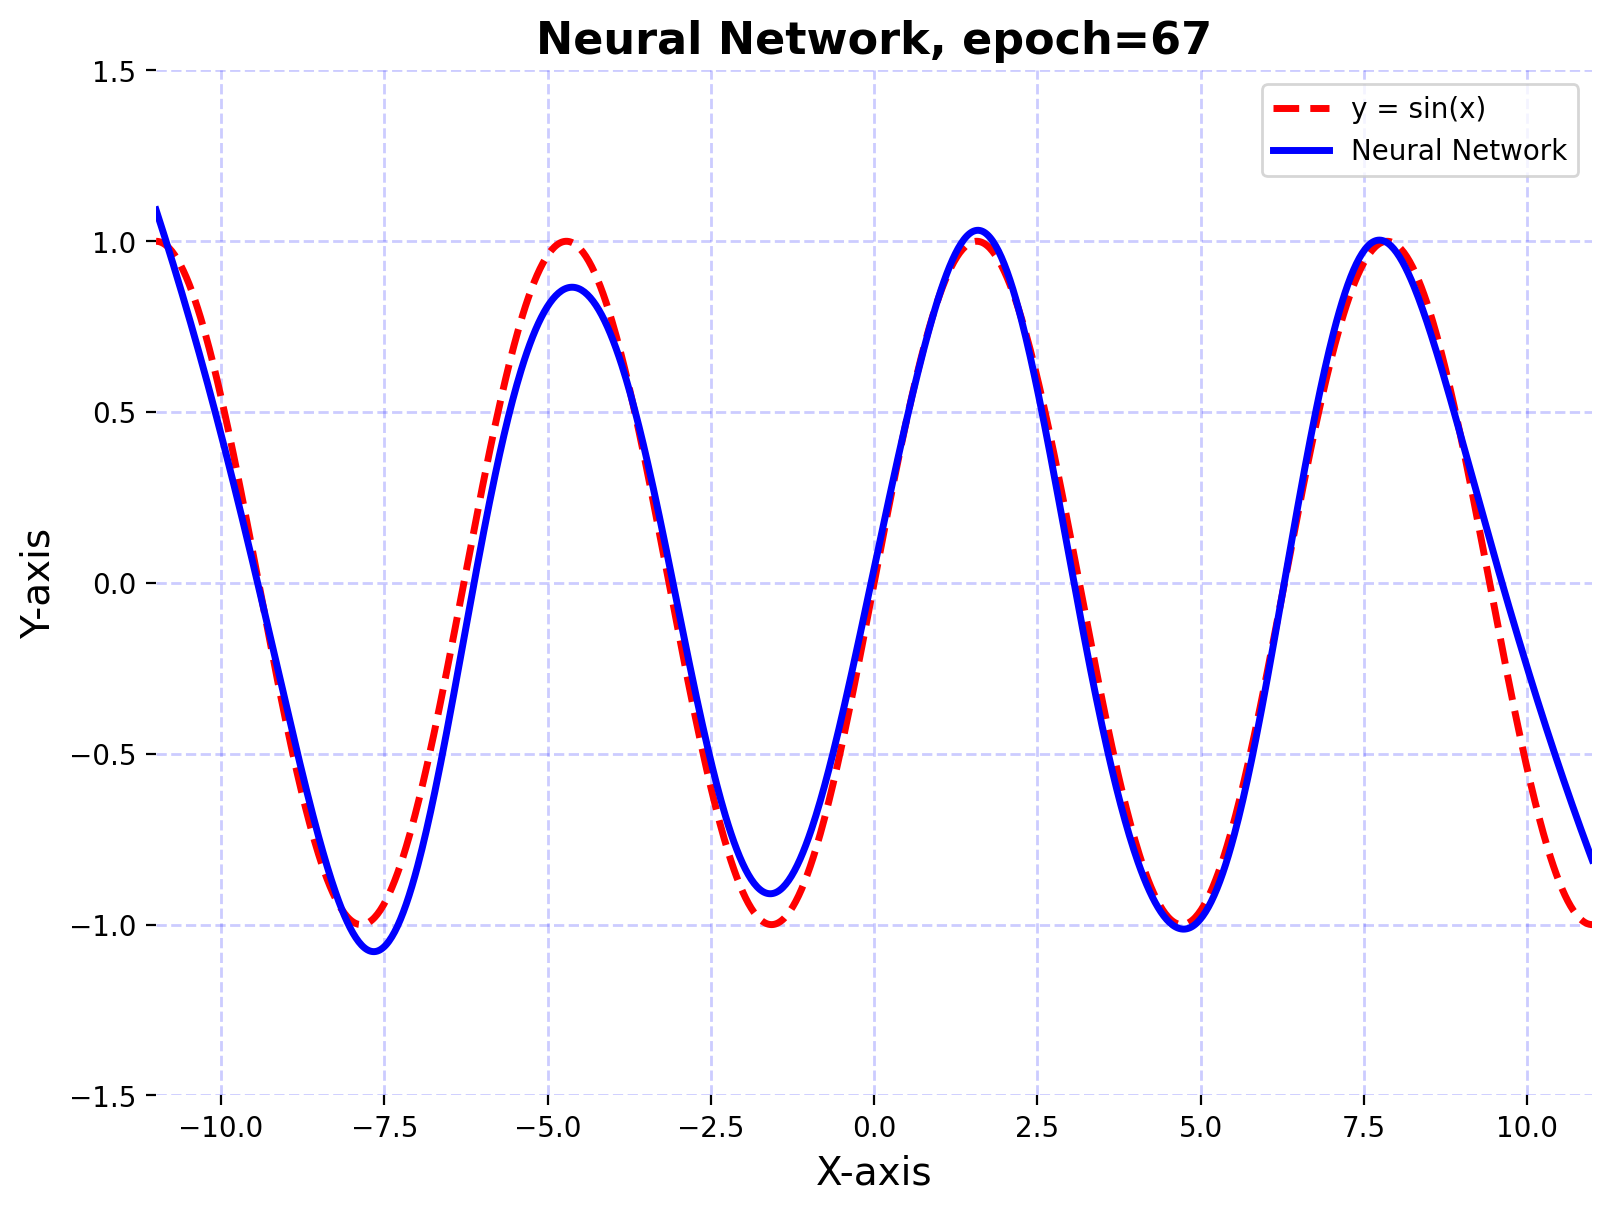 Neural Network, epoch=67
y = sin(x)
Neural Network
1.5
1.0
0.5
0.0
−0.5
−1.0
−1.5
Y-axis
−10.0 −7.5 −5.0 −2.5 0.0 2.5 5.0 7.5 10.0
X-axis